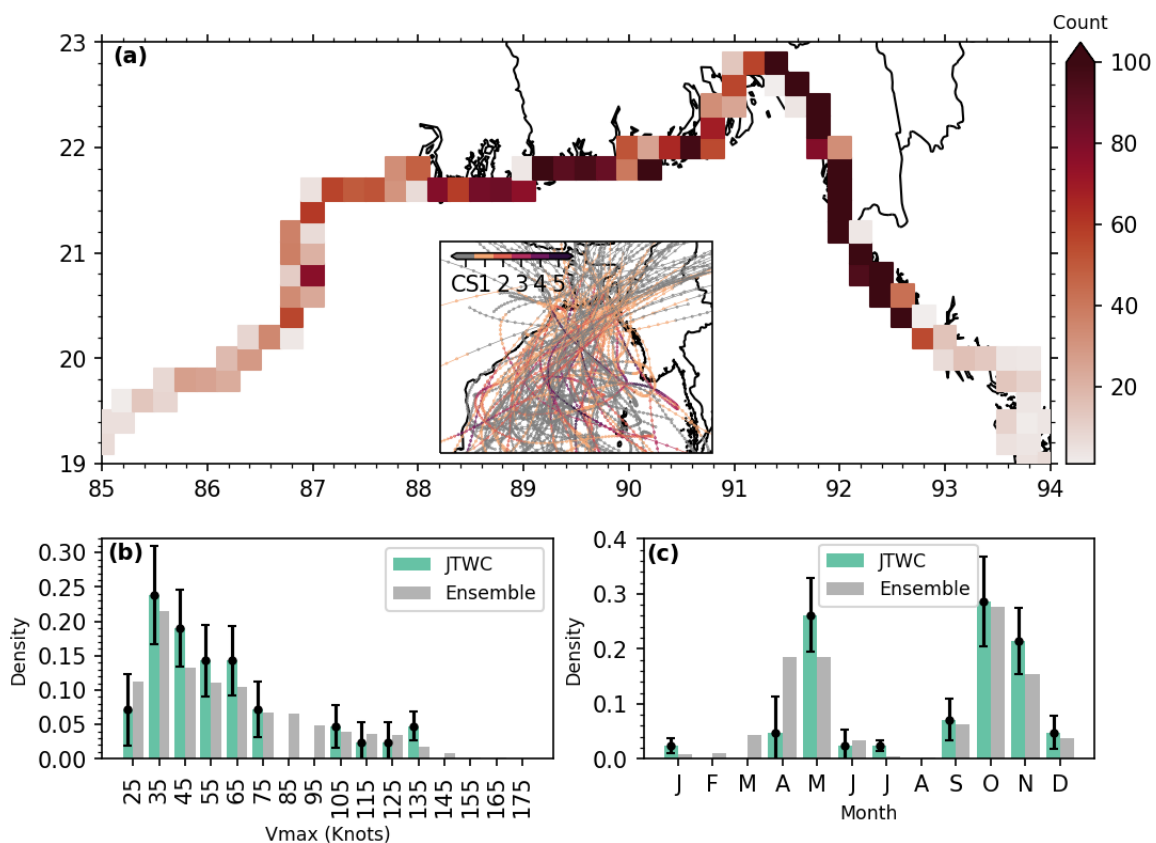 Count
(a)
23
22
21
20
19
100
80
60
40
20
CS1 2 3 4 5
85 86 87 88 89 90 91 92 93 94
(b)
JTWC
Ensemble
Density
0.30
0.25
0.20
0.15
0.10
0.05
0.00
25 35 45 55 65 75 85 95 105 115 125 135 145 155 165 175
Vmax (Knots)
(c)
JTWC
Ensemble
Density
0.4
0.3
0.2
0.1
0.0
J F M A M J J A S O N D
Month